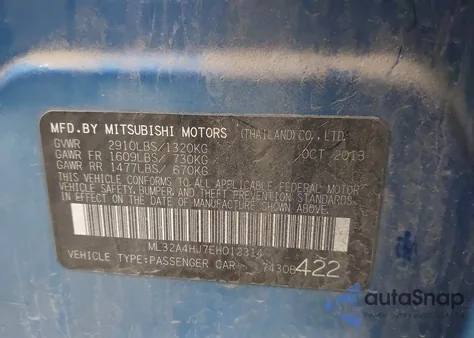 MFD.BY MITSUBISHI MOTORS (THAILAND) CO., LTD.
GVWR 2910LBS/1320KG OCT 2013
GAWR FR 1609LBS/ 730KG
GAWR RR 1477LBS/ 670KG
THIS VEHICLE CONFORMS TO ALL APPLICABLE FEDERAL MOTOR
VEHICLE SAFETY, BUMPER, AND THEFT PREVENTION STANDARDS
IN EFFECT ON THE DATE OF MANUFACTURE SHOWN ABOVE.
ML32A4HJ7EH012314
VEHICLE TYPE:PASSENGER CAR 7430B422
autoSnap